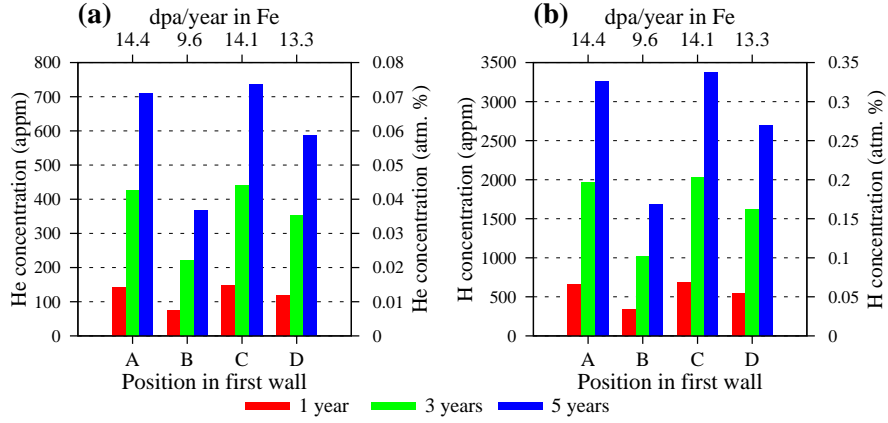 (a)
dpa/year in Fe
14.4 9.6 14.1 13.3
He concentration (appm)
800
700
600
500
400
300
200
100
0
0.08
0.07
0.06
0.05
0.04
0.03
0.02
0.01
0
He concentration (atm. %)
A B C D
Position in first wall
(b)
dpa/year in Fe
14.4 9.6 14.1 13.3
H concentration (appm)
3500
3000
2500
2000
1500
1000
500
0
0.35
0.3
0.25
0.2
0.15
0.1
0.05
0
H concentration (atm. %)
A B C D
Position in first wall
1 year 3 years 5 years